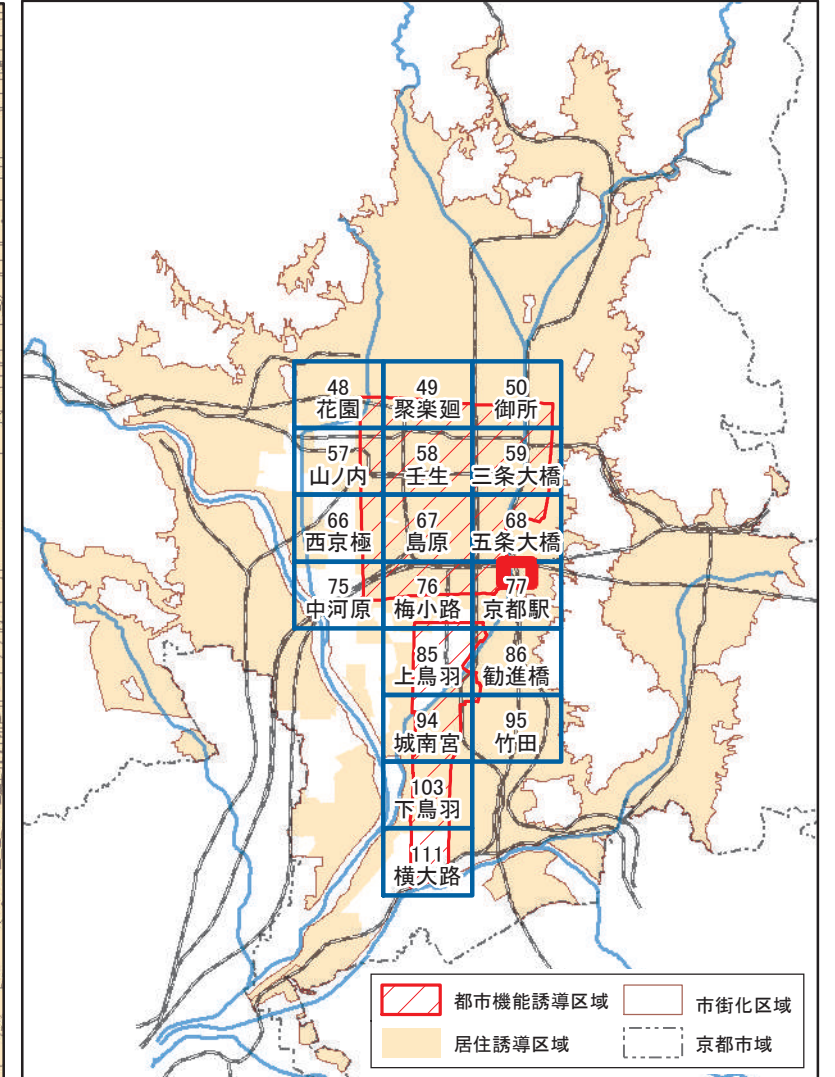 48
花園
49
聚楽廻
50
御所
57
山ノ内
58
壬生
59
三条大橋
66
西京極
67
島原
68
五条大橋
75
中河原
76
梅小路
77
京都駅
85
上鳥羽
86
勧進橋
94
城南宮
95
竹田
103
下鳥羽
111
横大路
都市機能誘導区域
市街化区域
居住誘導区域
京都市域